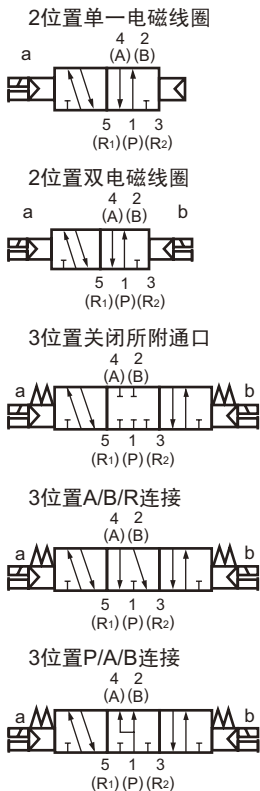 2位置单一电磁线圈
a
4 2
(A)(B)
5 1 3
(R1)(P)(R2)
2位置双电磁线圈
a
4 2
(A)(B)
b
5 1 3
(R1)(P)(R2)
3位置关闭所附通口
4 2
(A)(B)
a b
5 1 3
(R1)(P)(R2)
3位置A/B/R连接
4 2
(A)(B)
a b
5 1 3
(R1)(P)(R2)
3位置P/A/B连接
4 2
(A)(B)
a b
5 1 3
(R1)(P)(R2)